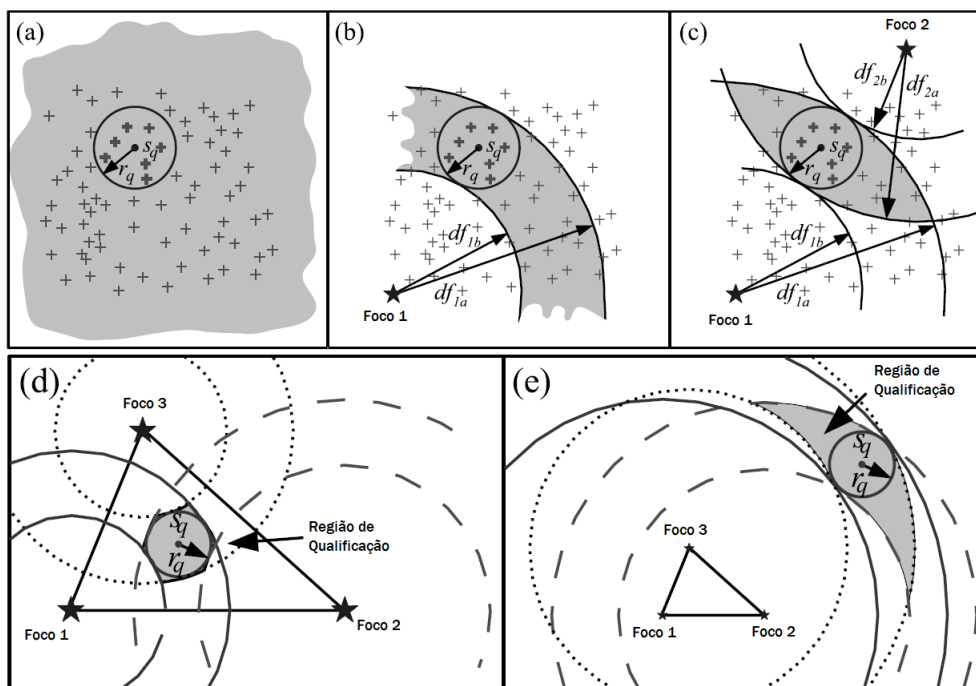 (a)
s_q
r_q
(b)
s_q
r_q
df_1b
df_1a
Foco 1
(c)
Foco 2
df_2b
df_2a
s_q
r_q
df_1b
df_1a
Foco 1
(d)
Foco 3
s_q
r_q
Região de
Qualificação
Foco 1
Foco 2
(e)
Região de
Qualificação
s_q
r_q
Foco 3
Foco 1
Foco 2